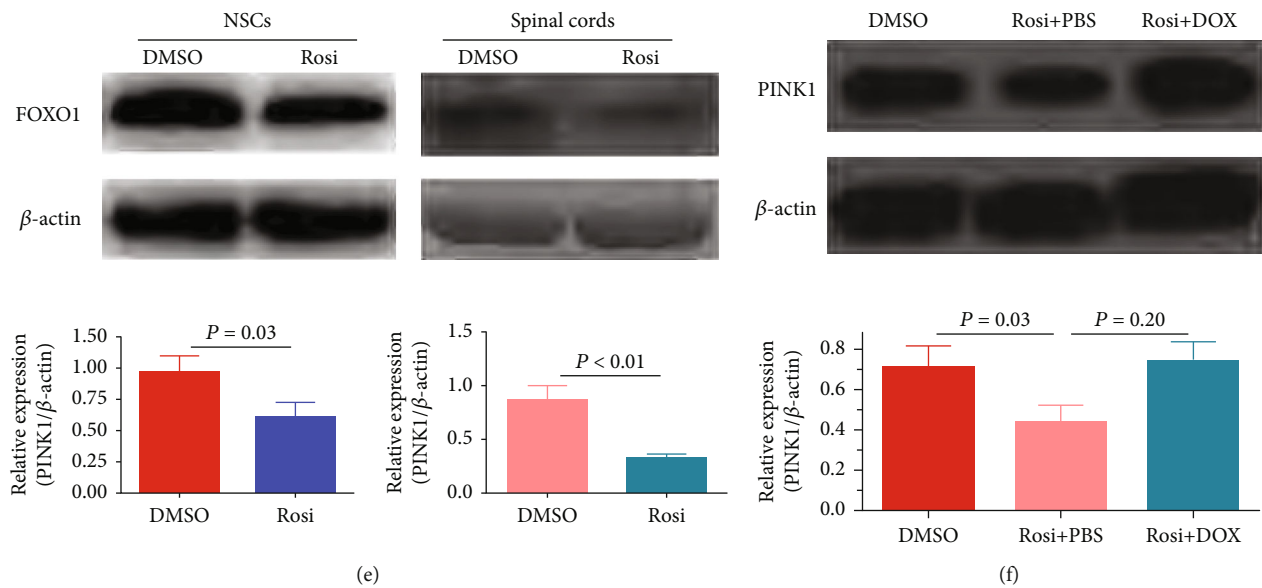 NSCs
DMSO Rosi
FOXO1
β-actin
Spinal cords
DMSO Rosi
Relative expression
(PINK1/β-actin)
1.50
1.00
0.75
0.50
0.25
0.00
P = 0.03
DMSO Rosi
Relative expression
(PINK1/β-actin)
1.5
1.0
0.5
0.0
P < 0.01
DMSO Rosi
(e)
DMSO Rosi+PBS Rosi+DOX
PINK1
β-actin
Relative expression
(PINK1/β-actin)
0.8
0.6
0.4
0.2
0.0
P = 0.03 P = 0.20
DMSO Rosi+PBS Rosi+DOX
(f)